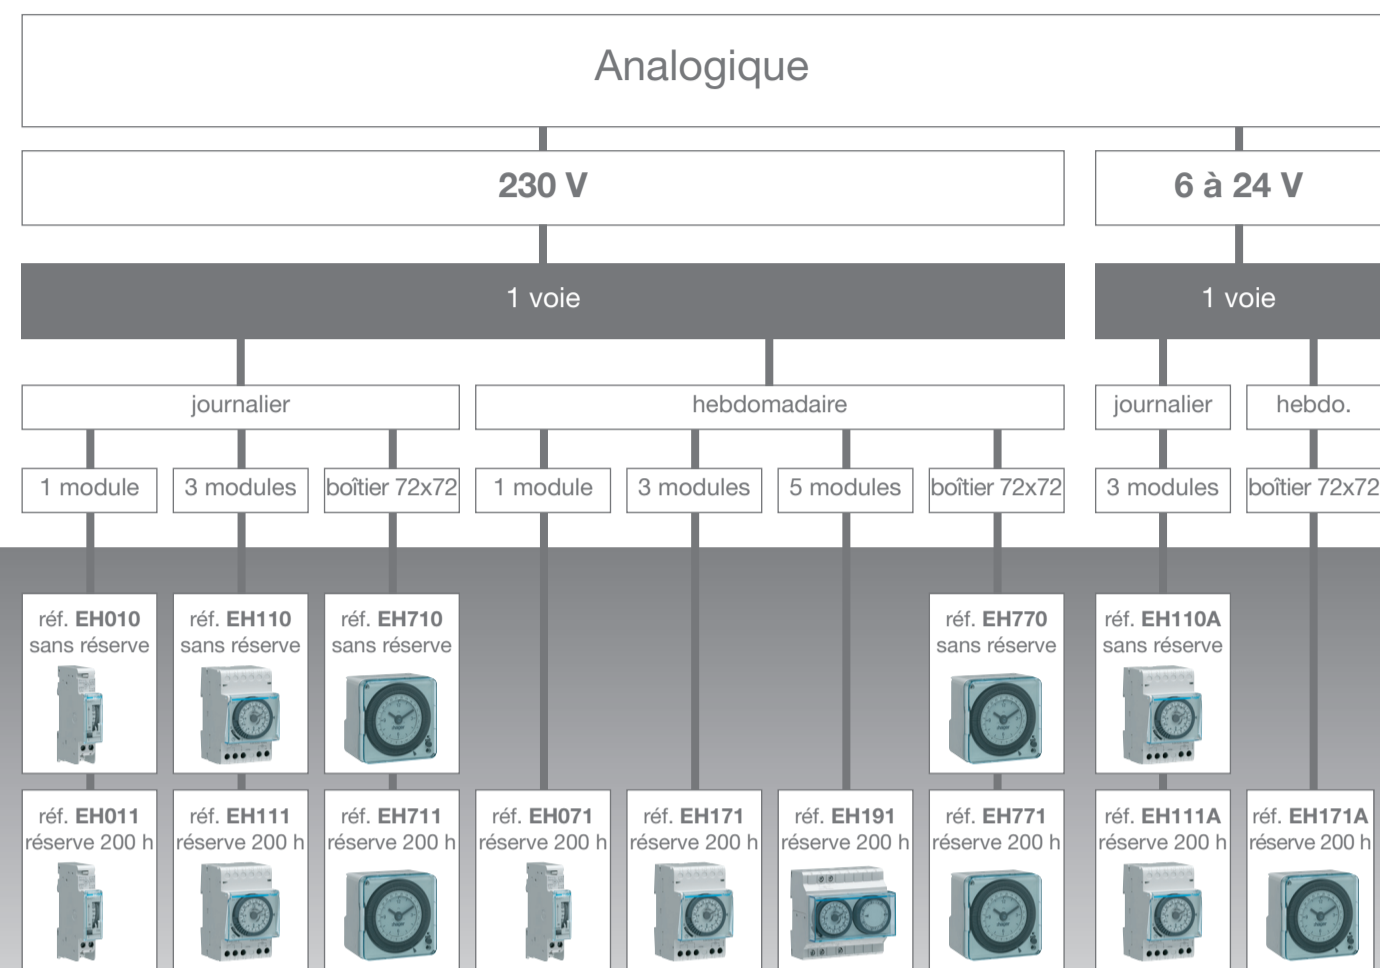 Analogique
230 V
6 à 24 V
1 voie
1 voie
journalier
hebdomadaire
journalier
hebdo.
1 module
3 modules
boîtier 72x72
1 module
3 modules
5 modules
boîtier 72x72
3 modules
boîtier 72x72
réf. EH010
sans réserve
réf. EH110
sans réserve
réf. EH710
sans réserve
réf. EH770
sans réserve
réf. EH110A
sans réserve
réf. EH011
réserve 200 h
réf. EH111
réserve 200 h
réf. EH711
réserve 200 h
réf. EH071
réserve 200 h
réf. EH171
réserve 200 h
réf. EH191
réserve 200 h
réf. EH771
réserve 200 h
réf. EH111A
réserve 200 h
réf. EH171A
réserve 200 h